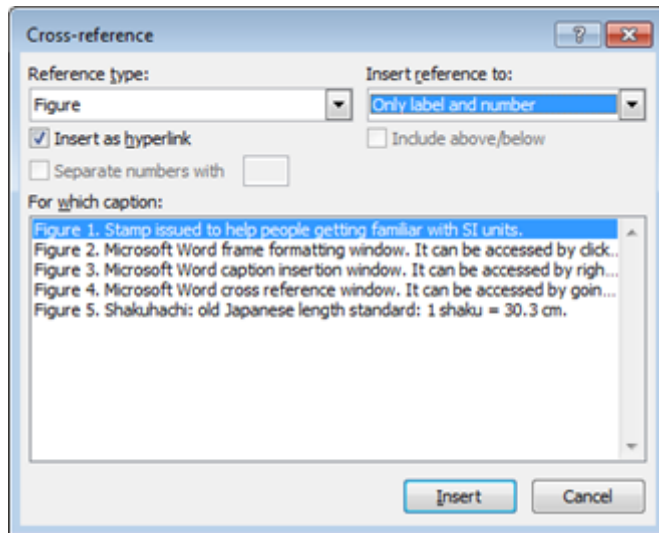 Cross-reference
Reference type:
Insert reference to:
Figure
Only label and number
Insert as hyperlink
Include above/below
Separate numbers with
For which caption:
Figure 1. Stamp issued to help people getting familiar with SI units.
Figure 2. Microsoft Word frame formatting window. It can be accessed by click...
Figure 3. Microsoft Word caption insertion window. It can be accessed by righ...
Figure 4. Microsoft Word cross reference window. It can be accessed by goin...
Figure 5. Shakuhachi: old Japanese length standard: 1 shaku = 30.3 cm.
Insert
Cancel